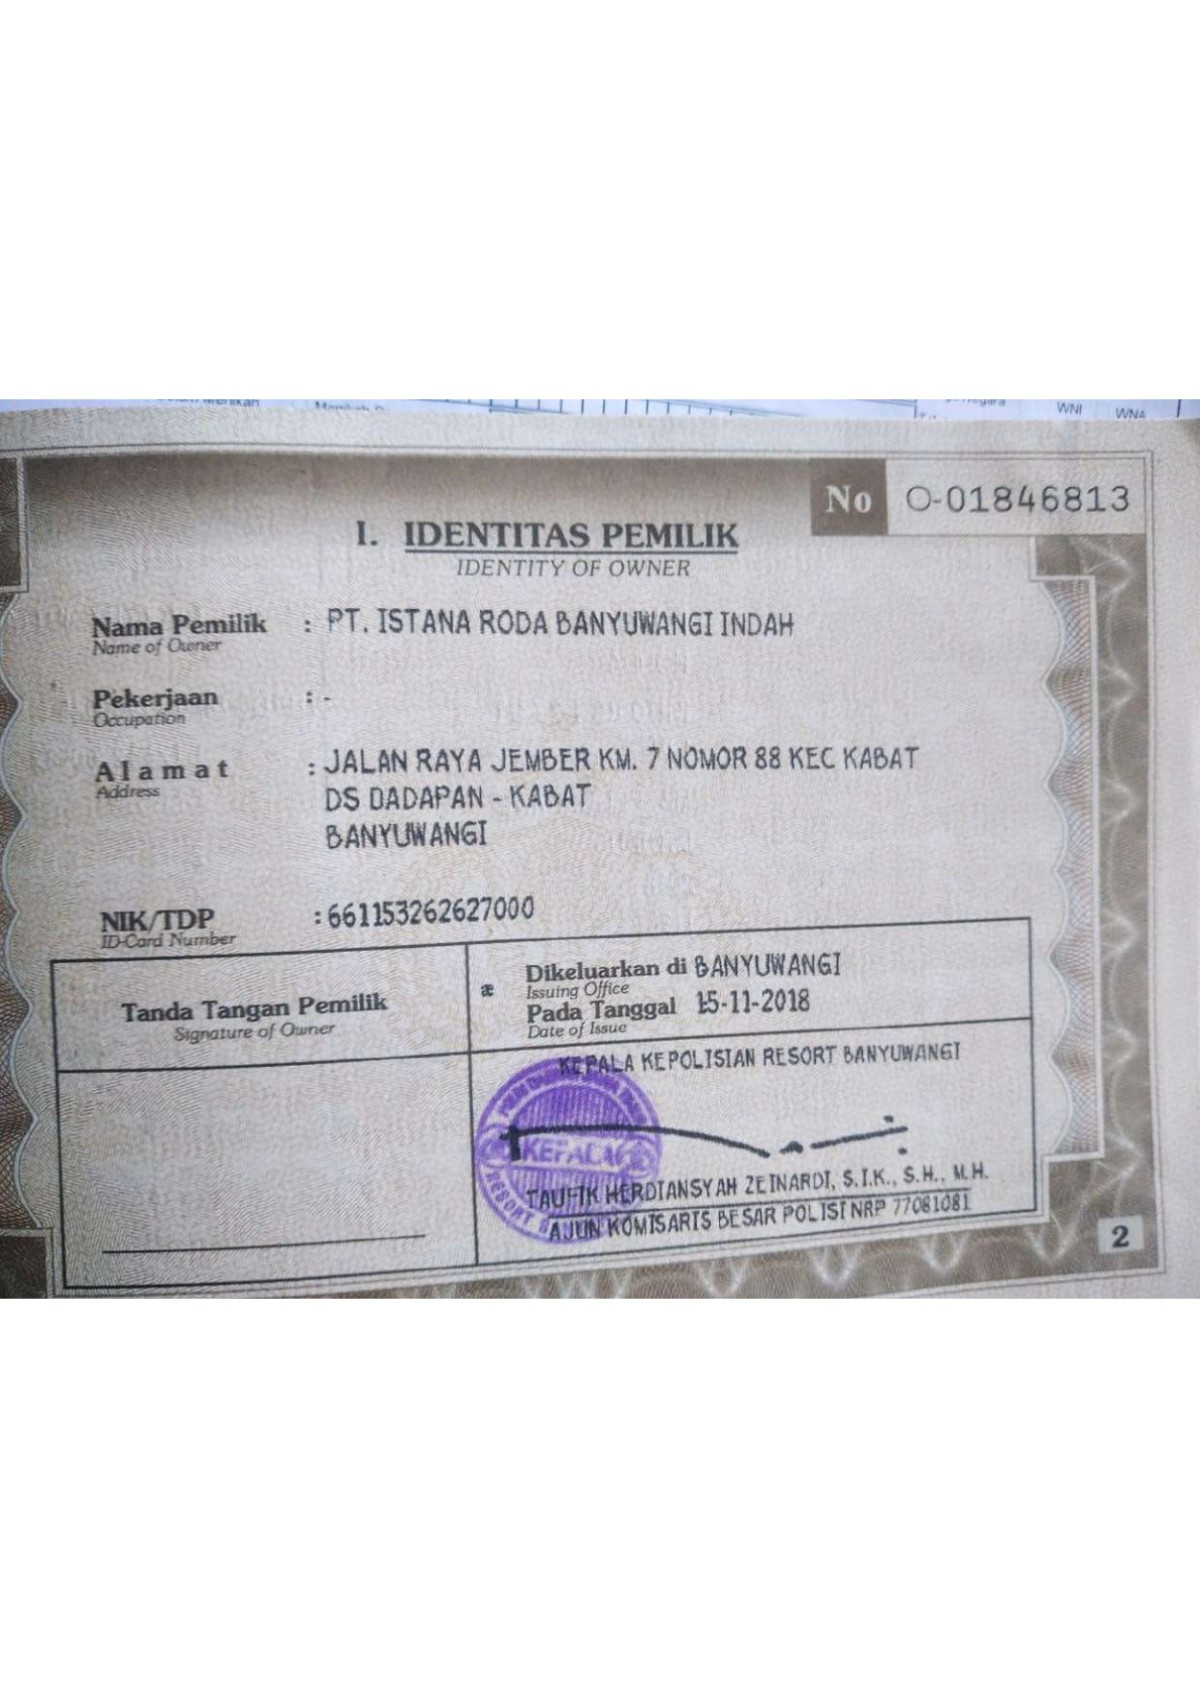 WNI
WNA
No O-01846813
I. IDENTITAS PEMILIK
IDENTITY OF OWNER
Nama Pemilik : PT. ISTANA RODA BANYUWANGI INDAH
Name of Owner
Pekerjaan : -
Occupation
Alamat : JALAN RAYA JEMBER KM. 7 NOMOR 88 KEC KABAT
Address
DS DADAPAN - KABAT
BANYUWANGI
NIK/TDP : 661153262627000
ID-Card Number
Tanda Tangan Pemilik
Signature of Owner
æ
Dikeluarkan di BANYUWANGI
Issuing Office
Pada Tanggal 15-11-2018
Date of Issue
KEPALA KEPOLISIAN RESORT BANYUWANGI
KEPALA
RESORT
TAUFIK HERDIANSYAH ZEINARDI, S.I.K., S.H., M.H.
AJUN KOMISARIS BESAR POLISI NRP 77081081
2